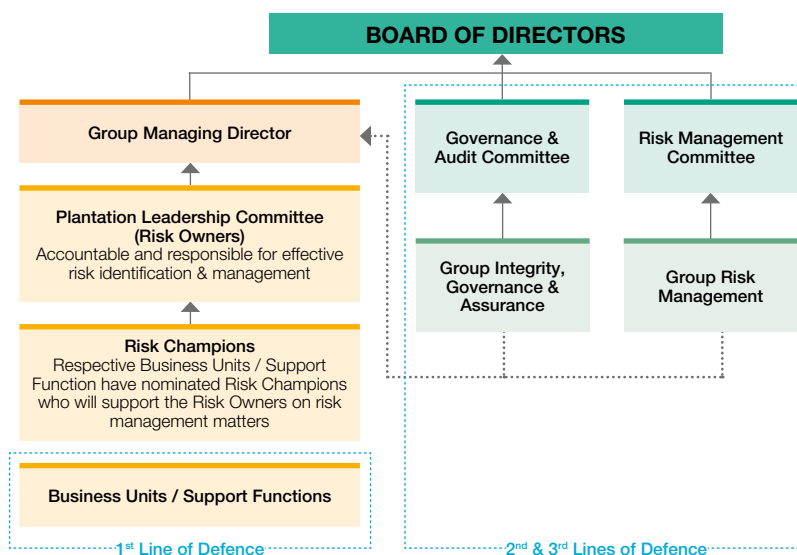 BOARD OF DIRECTORS
Group Managing Director
Governance &
Audit Committee
Risk Management
Committee
Plantation Leadership Committee
(Risk Owners)
Accountable and responsible for effective
risk identification & management
Group Integrity,
Governance &
Assurance
Group Risk
Management
Risk Champions
Respective Business Units / Support
Function have nominated Risk Champions
who will support the Risk Owners on risk
management matters
Business Units / Support Functions
1st Line of Defence
2nd & 3rd Lines of Defence